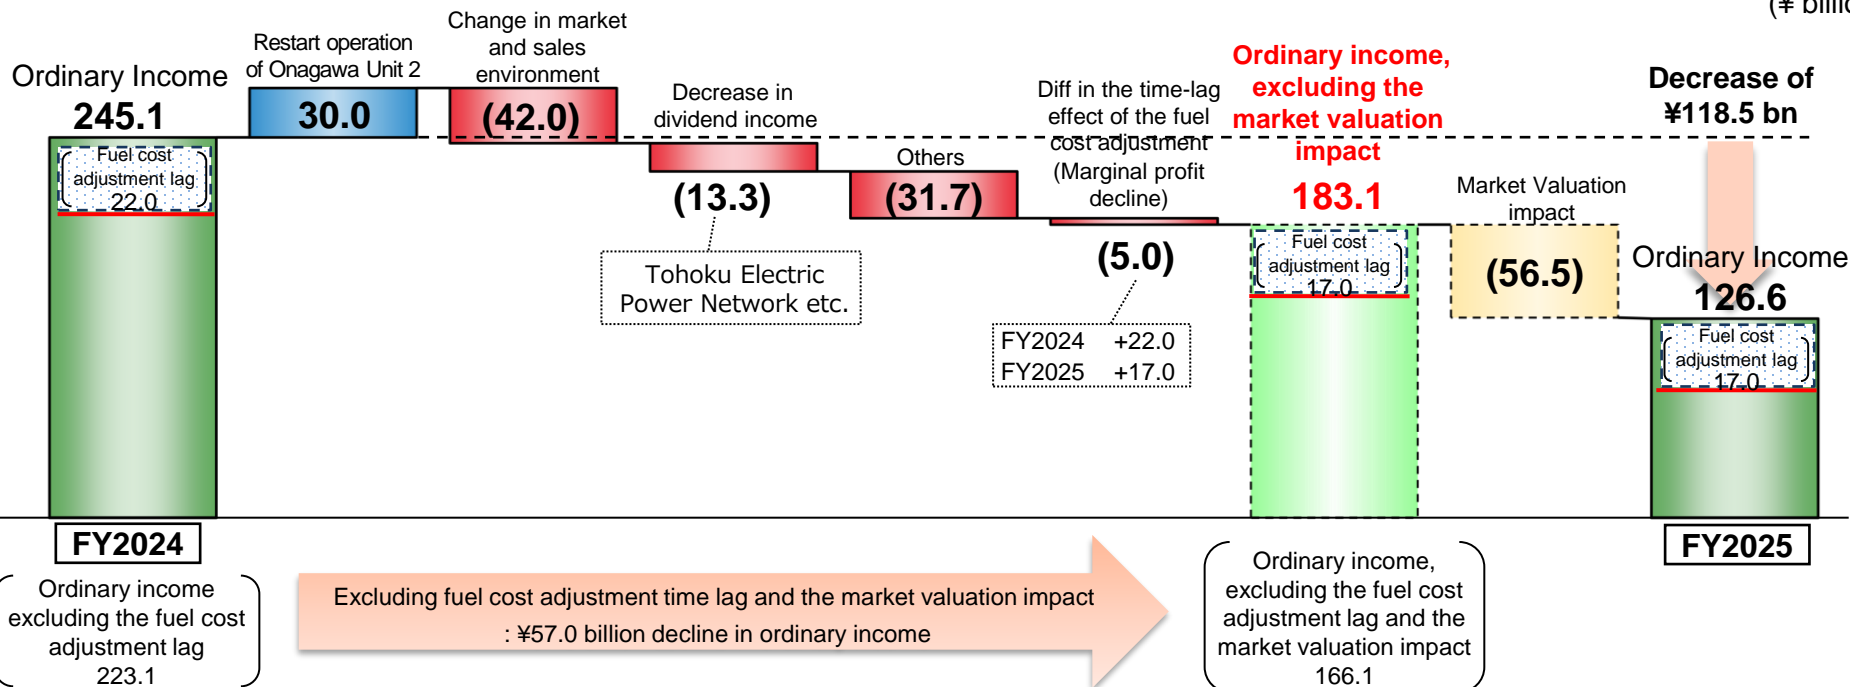 (¥ billio
Ordinary Income
245.1
Fuel cost
adjustment lag
22.0
Restart operation
of Onagawa Unit 2
30.0
Change in market
and sales
environment
(42.0)
Decrease in
dividend income
(13.3)
Tohoku Electric
Power Network etc.
Others
(31.7)
Diff in the time-lag
effect of the fuel
cost adjustment
(Marginal profit
decline)
(5.0)
FY2024 +22.0
FY2025 +17.0
Ordinary income,
excluding the
market valuation
impact
183.1
Fuel cost
adjustment lag
17.0
Market Valuation
impact
(56.5)
Decrease of
¥118.5 bn
Ordinary Income
126.6
Fuel cost
adjustment lag
17.0
FY2024
FY2025
Ordinary income
excluding the fuel cost
adjustment lag
223.1
Excluding fuel cost adjustment time lag and the market valuation impact
: ¥57.0 billion decline in ordinary income
Ordinary income,
excluding the fuel cost
adjustment lag and the
market valuation impact
166.1